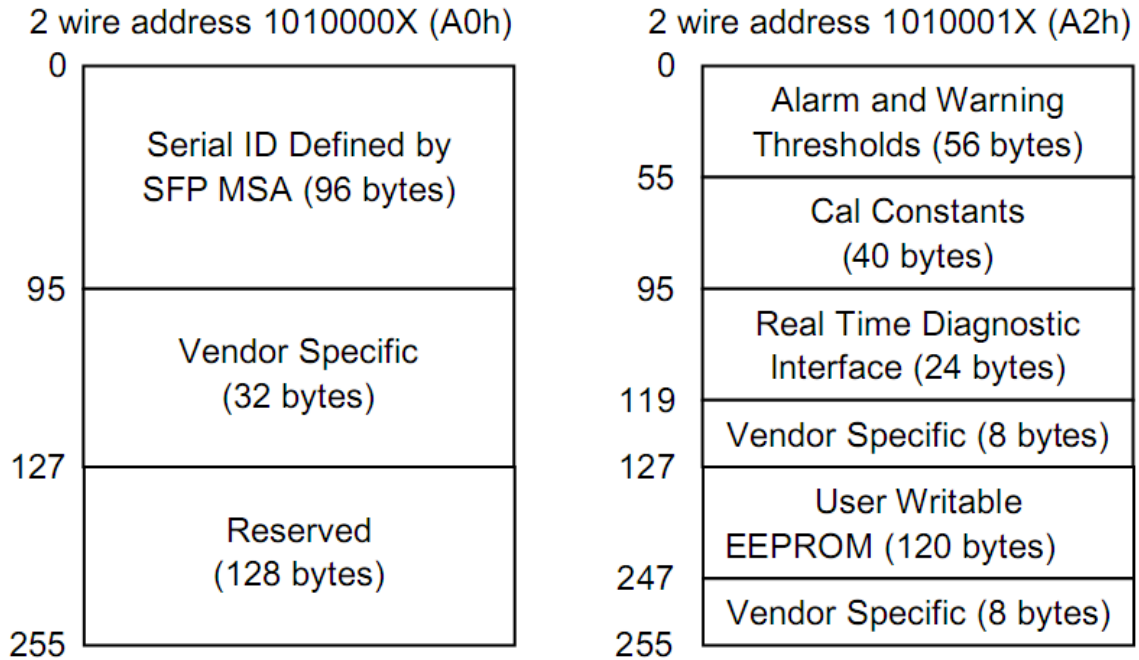 2 wire address 1010000X (A0h)
0
Serial ID Defined by
SFP MSA (96 bytes)
95
Vendor Specific
(32 bytes)
127
Reserved
(128 bytes)
255
2 wire address 1010001X (A2h)
0
Alarm and Warning
Thresholds (56 bytes)
55
Cal Constants
(40 bytes)
95
Real Time Diagnostic
Interface (24 bytes)
119
Vendor Specific (8 bytes)
127
User Writable
EEPROM (120 bytes)
247
Vendor Specific (8 bytes)
255